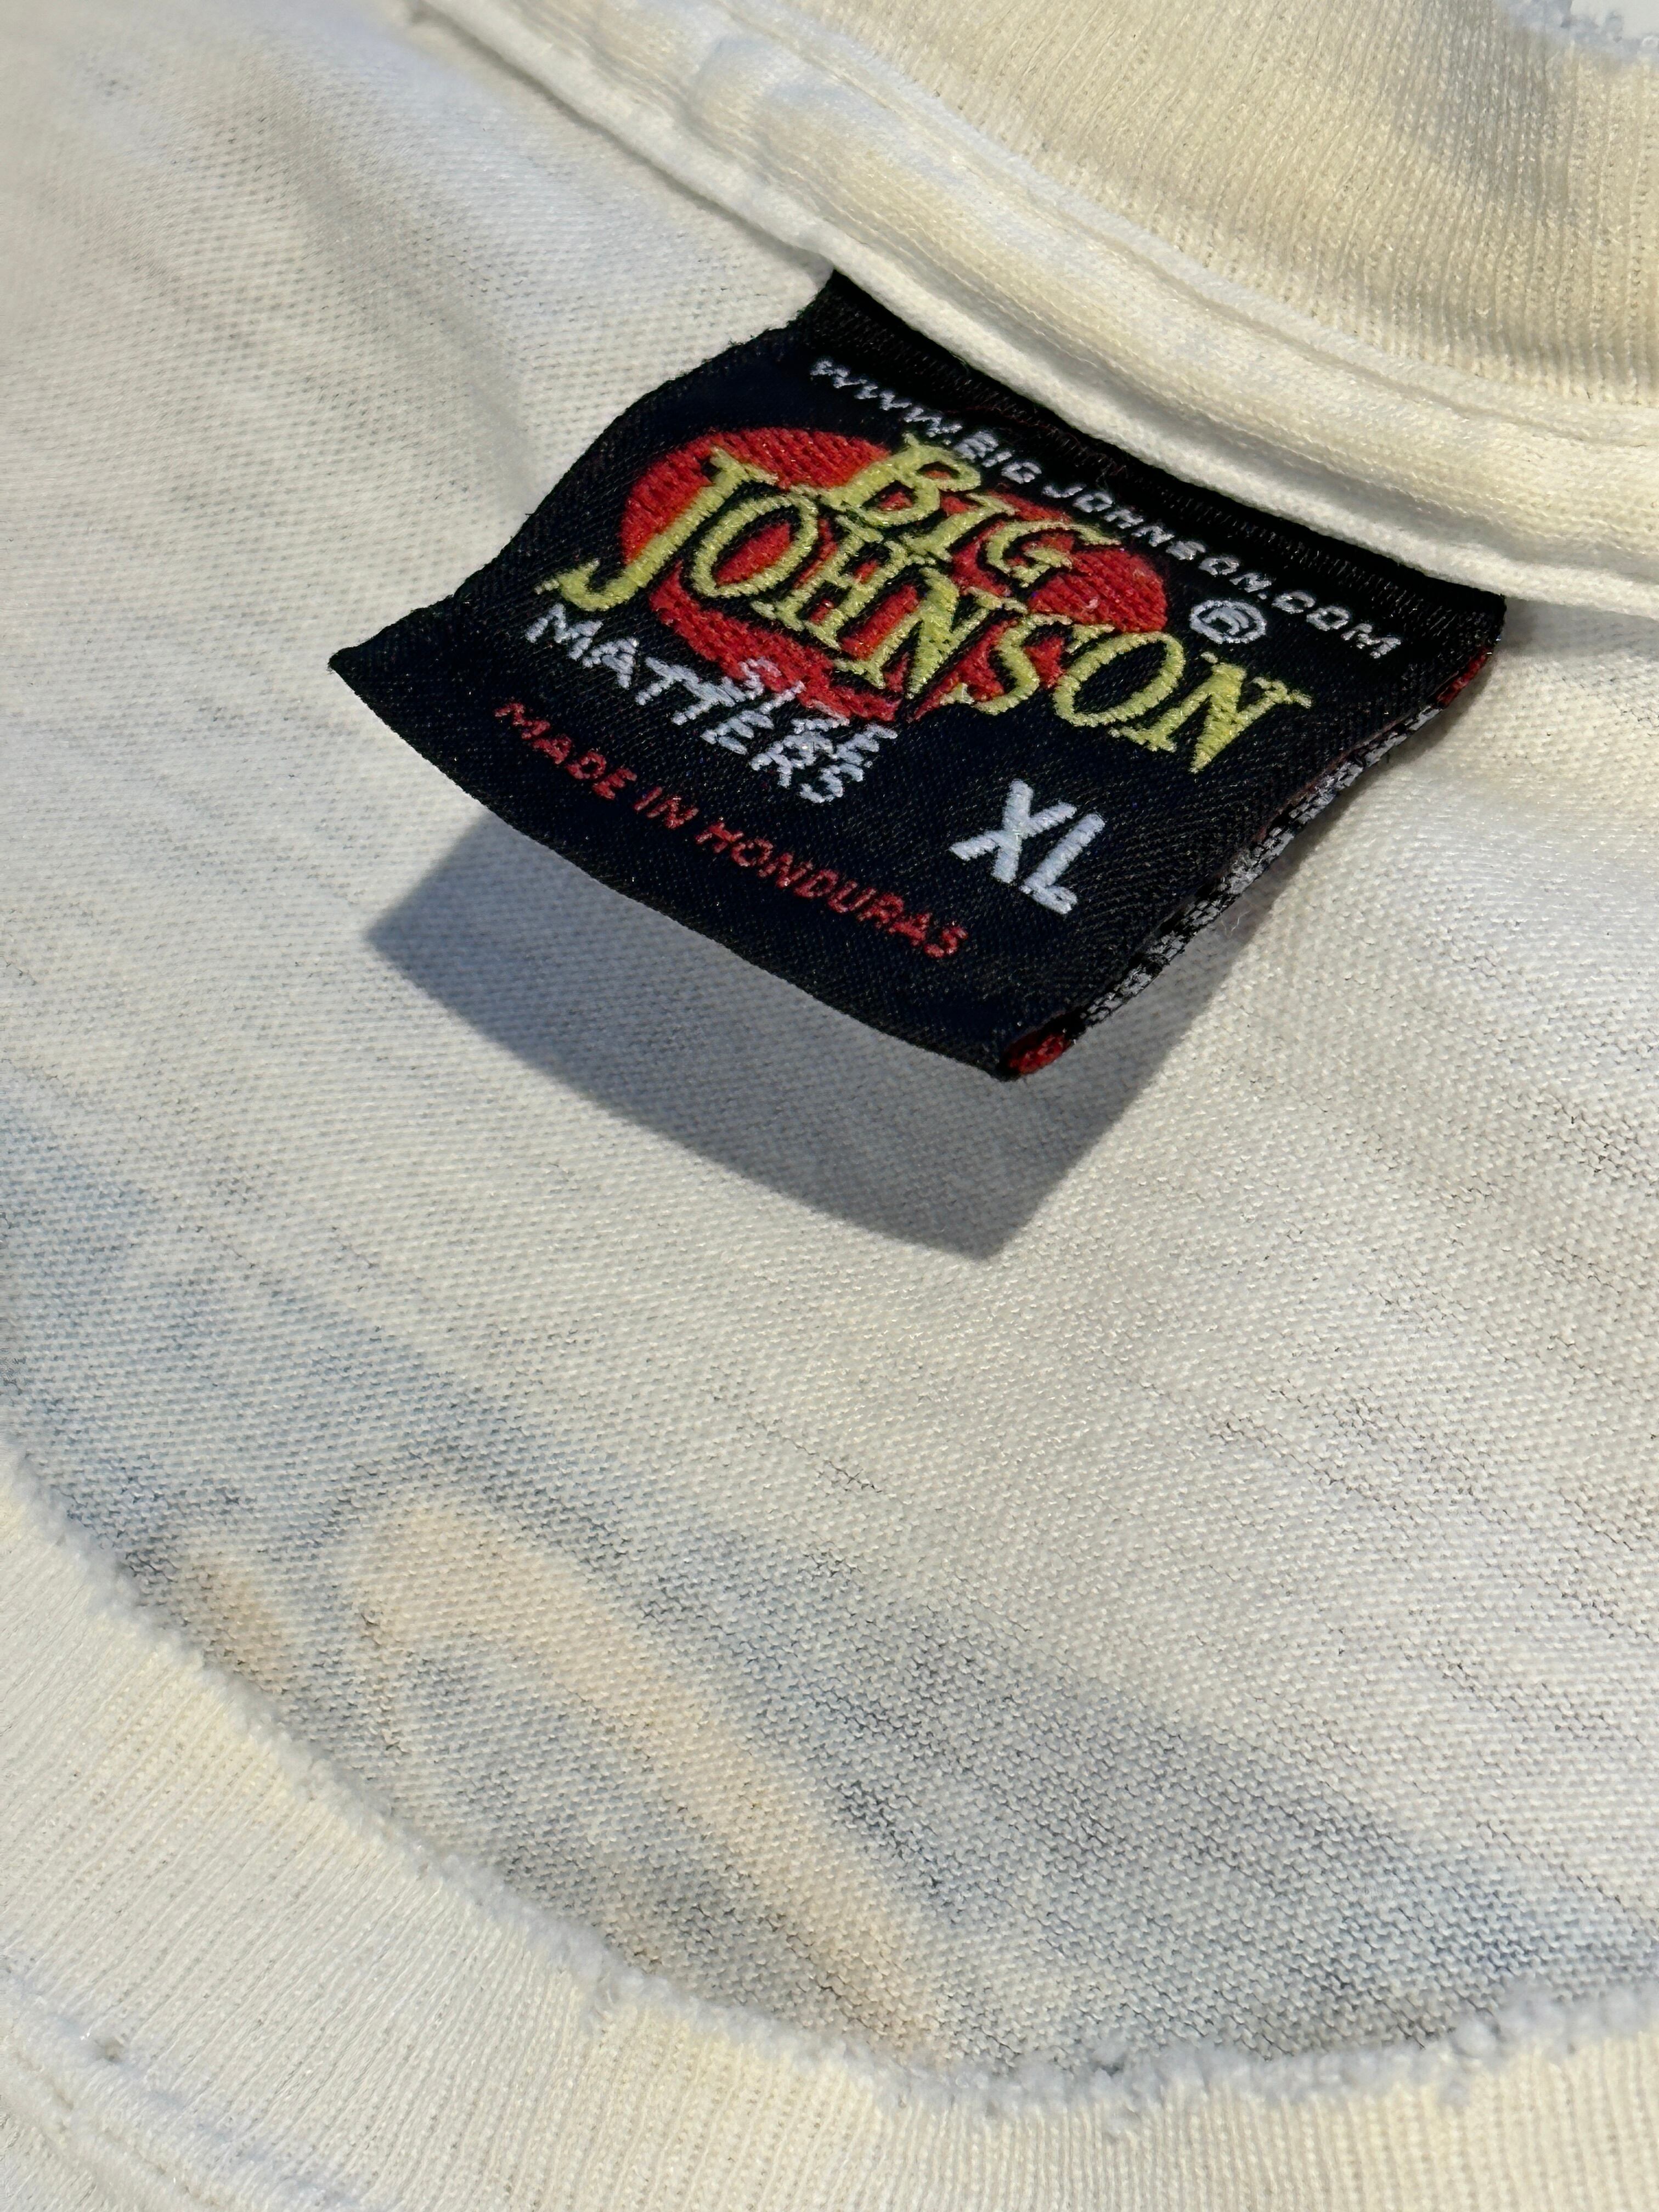 WWW.BIGJOHNSON.COM
BIG
JOHNSON ®
SIZE
MATTERS
XL
MADE IN HONDURAS